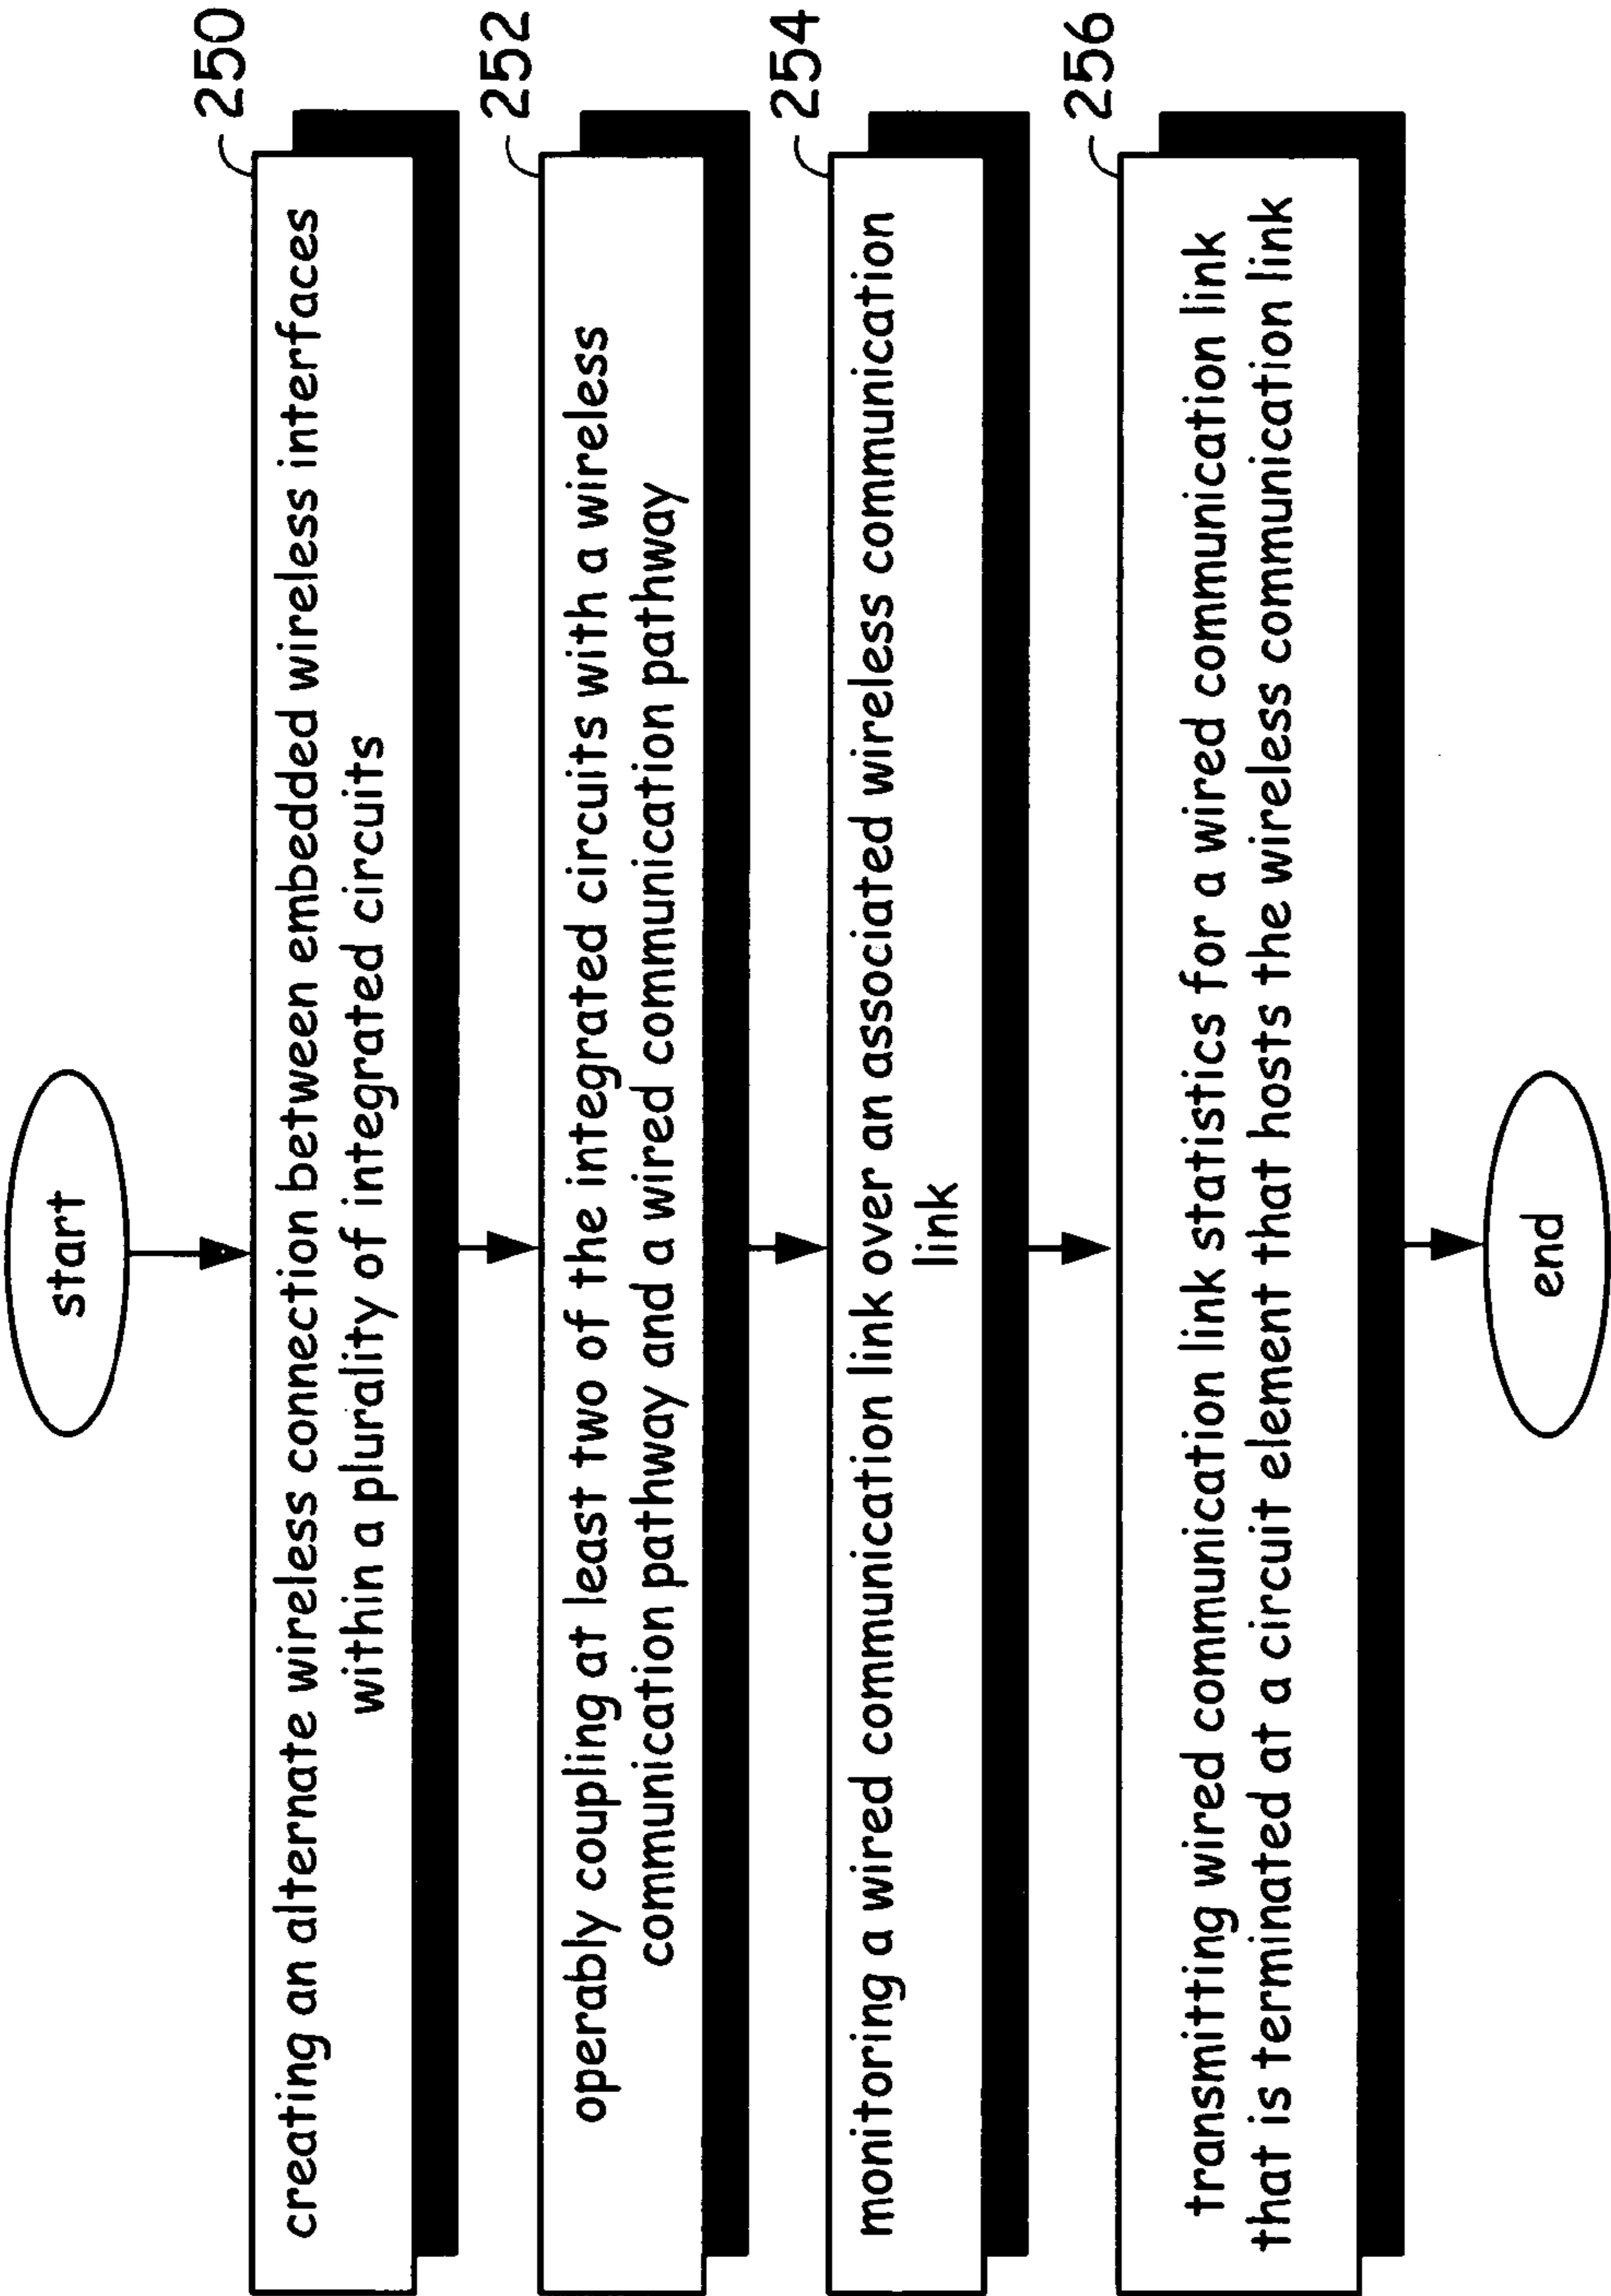 start
250
creating an alternate wireless connection between embedded wireless interfaces
within a plurality of integrated circuits
252
operably coupling at least two of the integrated circuits with a wireless
communication pathway and a wired communication pathway
254
monitoring a wired communication link over an associated wireless communication
link
256
transmitting wired communication link statistics for a wired communication link
that is terminated at a circuit element that hosts the wireless communication link
end